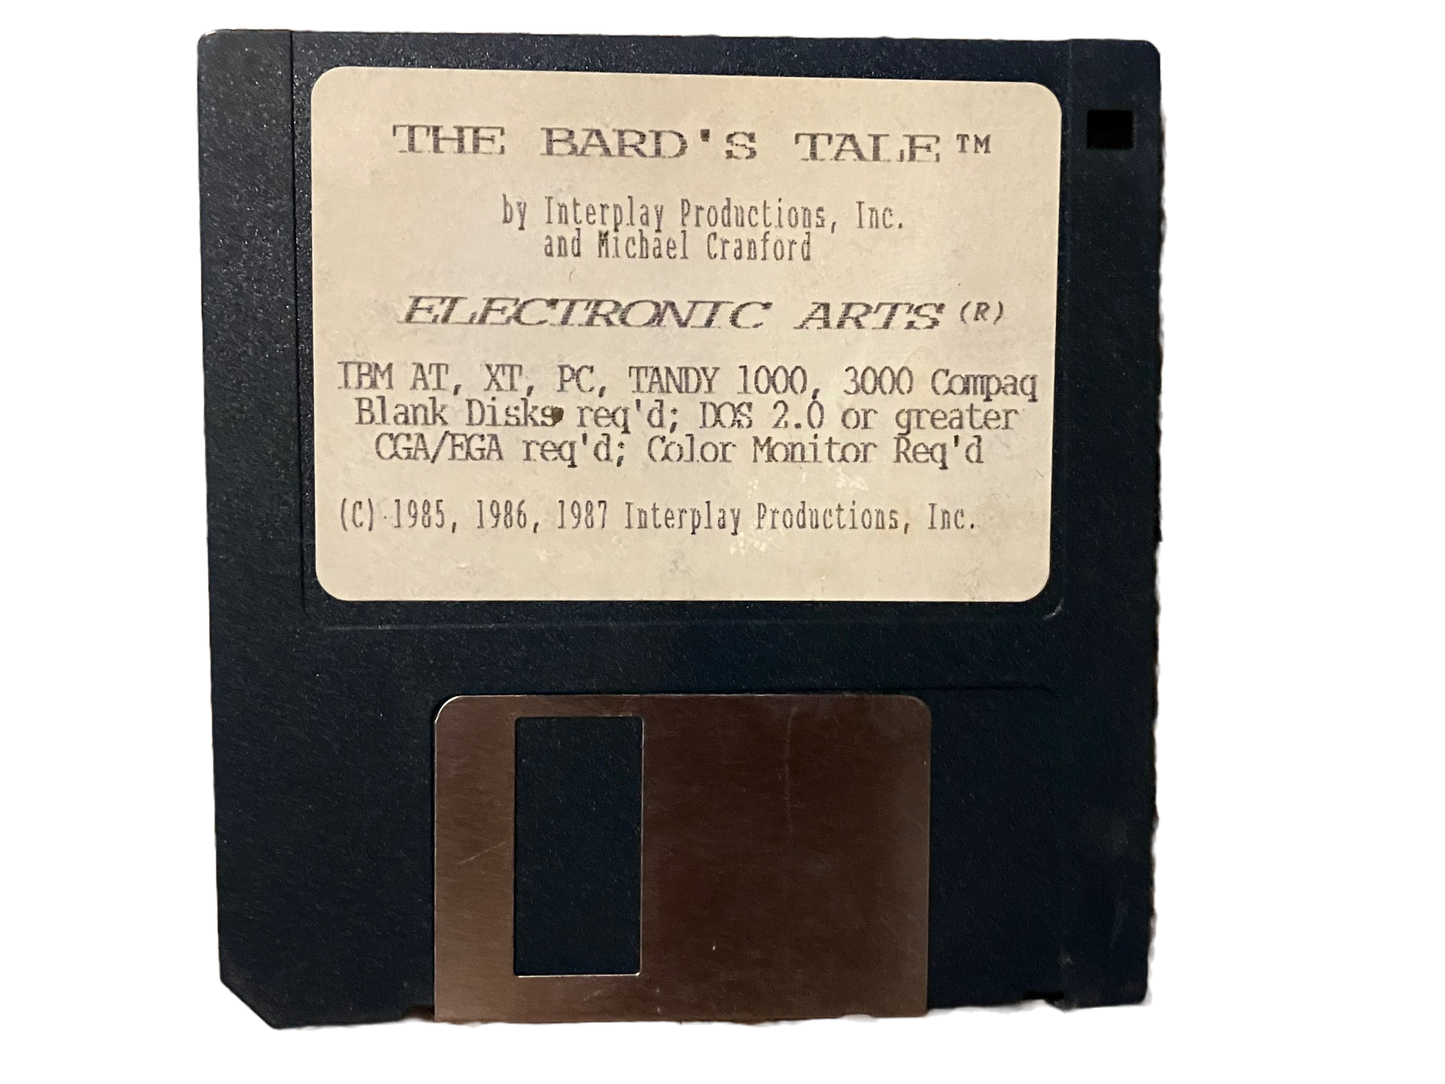 THE BARD'S TALE™
by Interplay Productions, Inc.
and Michael Cranford
ELECTRONIC ARTS(R)
IBM AT, XT, PC, TANDY 1000, 3000 Compaq
Blank Disks req'd; DOS 2.0 or greater
CGA/EGA req'd; Color Monitor Req'd
(C) 1985, 1986, 1987 Interplay Productions, Inc.